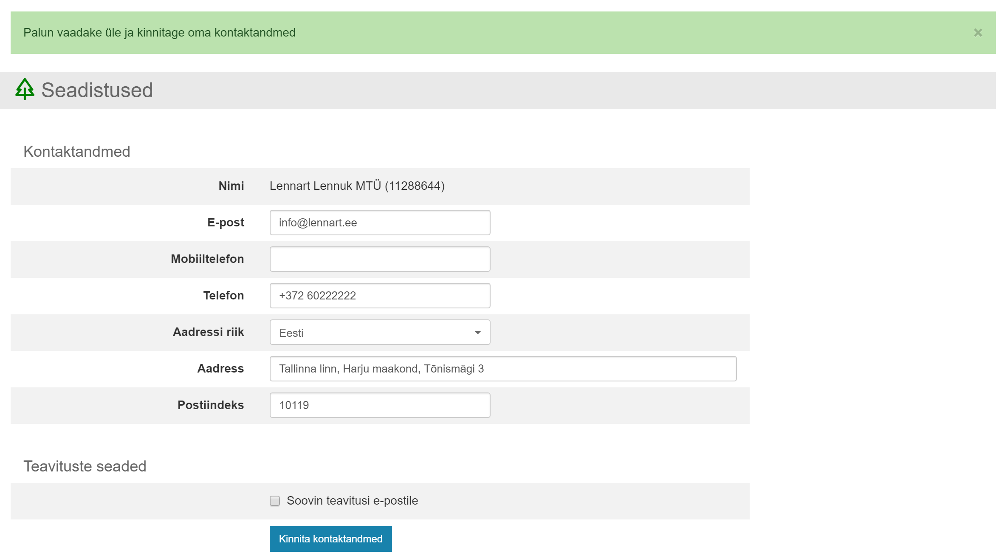 Palun vaadake üle ja kinnitage oma kontaktandmed
×
Seadistused
Kontaktandmed
Nimi Lennart Lennuk MTÜ (11288644)
E-post info@lennart.ee
Mobiiltelefon
Telefon +372 60222222
Aadressi riik Eesti
Aadress Tallinna linn, Harju maakond, Tõnismägi 3
Postiindeks 10119
Teavituste seaded
Soovin teavitusi e-postile
Kinnita kontaktandmed